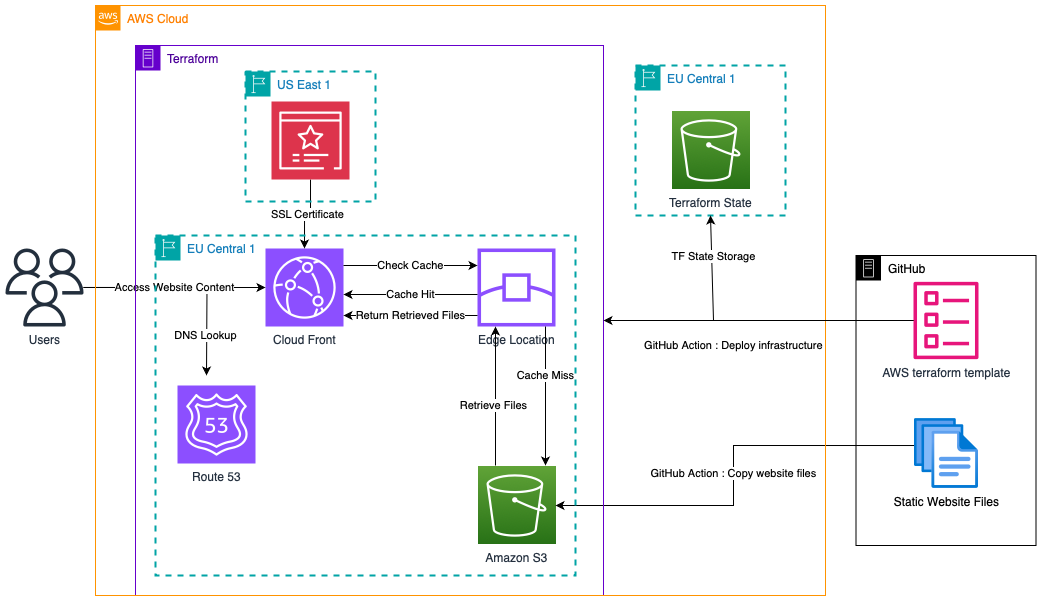 aws
AWS Cloud
Terraform
US East 1
EU Central 1
Terraform State
SSL Certificate
EU Central 1
TF State Storage
GitHub
Check Cache
Access Website Content
Cache Hit
Return Retrieved Files
Users
DNS Lookup
Cloud Front
Edge Location
GitHub Action : Deploy infrastructure
AWS terraform template
Cache Miss
Retrieve Files
53
Route 53
GitHub Action : Copy website files
Static Website Files
Amazon S3